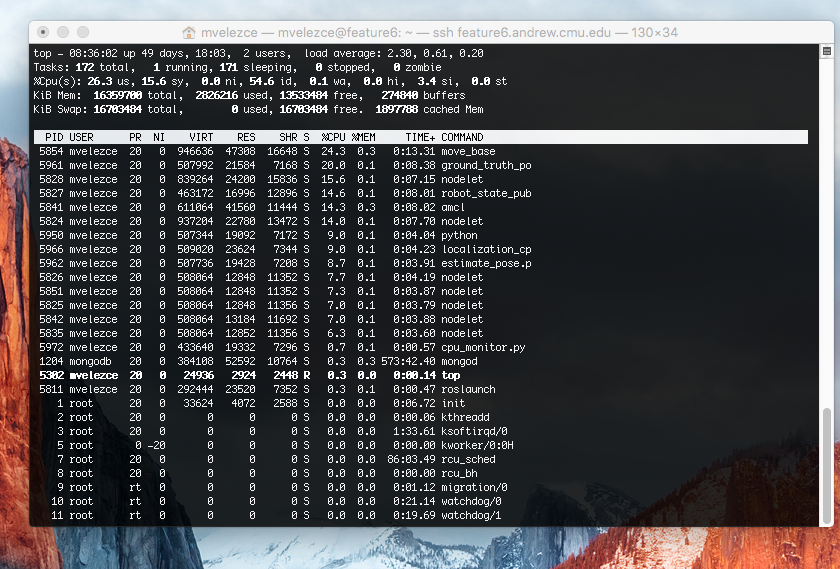 mvelezce — mvelezce@feature6: ~ — ssh feature6.andrew.cmu.edu — 130×34
top - 08:36:02 up 49 days, 18:03,  2 users,  load average: 2.30, 0.61, 0.20
Tasks: 172 total,   1 running, 171 sleeping,   0 stopped,   0 zombie
%Cpu(s): 26.3 us, 15.6 sy,  0.0 ni, 54.6 id,  0.1 wa,  0.0 hi,  3.4 si,  0.0 st
KiB Mem:  16359700 total,  2826216 used, 13533484 free,   274840 buffers
KiB Swap: 16703484 total,        0 used, 16703484 free.  1897788 cached Mem
PID USER      PR  NI    VIRT    RES    SHR S  %CPU %MEM     TIME+ COMMAND
5854 mvelezce  20   0  946636  47308  16648 S  24.3  0.3   0:13.31 move_base
5961 mvelezce  20   0  507992  21584   7168 S  20.0  0.1   0:08.38 ground_truth_po
5828 mvelezce  20   0  839264  24200  15836 S  15.6  0.1   0:07.15 nodelet
5827 mvelezce  20   0  463172  16996  12896 S  14.6  0.1   0:08.01 robot_state_pub
5841 mvelezce  20   0  611064  41560  11444 S  14.3  0.3   0:08.02 amcl
5824 mvelezce  20   0  937204  22780  13472 S  14.0  0.1   0:07.70 nodelet
5950 mvelezce  20   0  507344  19092   7172 S   9.0  0.1   0:04.04 python
5966 mvelezce  20   0  509020  23624   7344 S   9.0  0.1   0:04.23 localization_cp
5962 mvelezce  20   0  507736  19428   7208 S   8.7  0.1   0:03.91 estimate_pose.p
5826 mvelezce  20   0  508064  12848  11352 S   7.7  0.1   0:04.19 nodelet
5851 mvelezce  20   0  508064  12848  11352 S   7.3  0.1   0:03.87 nodelet
5825 mvelezce  20   0  508064  12848  11356 S   7.0  0.1   0:03.79 nodelet
5842 mvelezce  20   0  508064  13184  11692 S   7.0  0.1   0:03.88 nodelet
5835 mvelezce  20   0  508064  12852  11356 S   6.3  0.1   0:03.60 nodelet
5972 mvelezce  20   0  433640  19332   7296 S   0.7  0.1   0:00.57 cpu_monitor.py
1204 mongodb   20   0  384108  52592  10764 S   0.3  0.3 573:42.40 mongod
5302 mvelezce  20   0   24936   2924   2448 R   0.3  0.0   0:00.14 top
5811 mvelezce  20   0  292444  23520   7352 S   0.3  0.1   0:00.47 roslaunch
1 root      20   0   33624   4072   2588 S   0.0  0.0   0:06.72 init
2 root      20   0       0      0      0 S   0.0  0.0   0:00.06 kthreadd
3 root      20   0       0      0      0 S   0.0  0.0   1:33.61 ksoftirqd/0
5 root       0 -20       0      0      0 S   0.0  0.0   0:00.00 kworker/0:0H
7 root      20   0       0      0      0 S   0.0  0.0  86:03.49 rcu_sched
8 root      20   0       0      0      0 S   0.0  0.0   0:00.00 rcu_bh
9 root      rt   0       0      0      0 S   0.0  0.0   0:01.12 migration/0
10 root      rt   0       0      0      0 S   0.0  0.0   0:21.14 watchdog/0
11 root      rt   0       0      0      0 S   0.0  0.0   0:19.69 watchdog/1